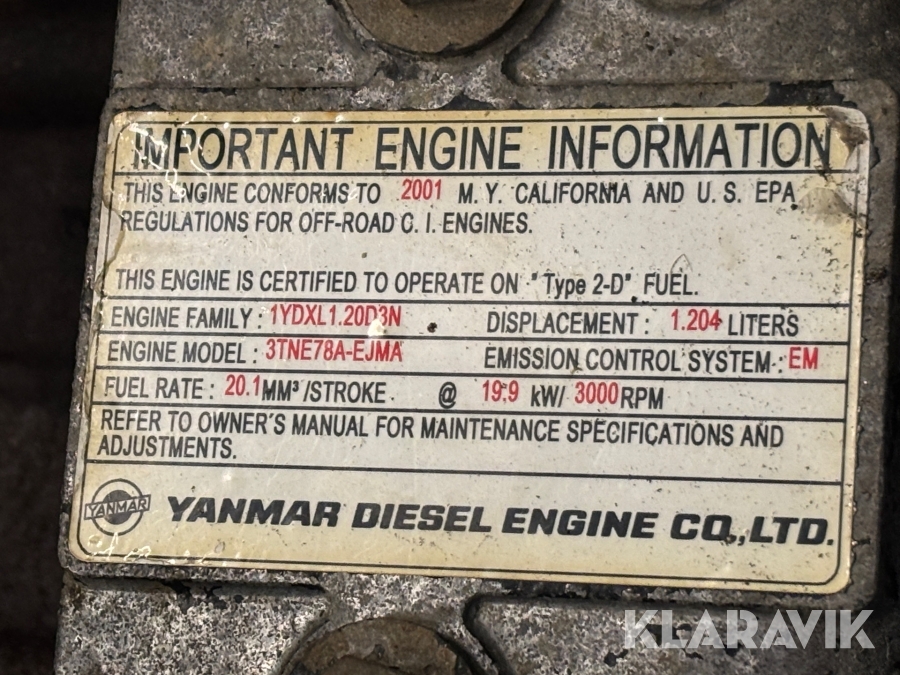 IMPORTANT ENGINE INFORMATION
THIS ENGINE CONFORMS TO 2001 M. Y. CALIFORNIA AND U. S. EPA
REGULATIONS FOR OFF-ROAD C. I. ENGINES.
THIS ENGINE IS CERTIFIED TO OPERATE ON "Type 2-D" FUEL.
ENGINE FAMILY : 1YDXL1.20D3N DISPLACEMENT : 1.204 LITERS
ENGINE MODEL : 3TNE78A-EJMA EMISSION CONTROL SYSTEM : EM
FUEL RATE : 20.1 MM³/STROKE @ 19.9 kW/ 3000 RPM
REFER TO OWNER'S MANUAL FOR MAINTENANCE SPECIFICATIONS AND
ADJUSTMENTS.
YANMAR YANMAR DIESEL ENGINE CO.,LTD.
KLARAVIK